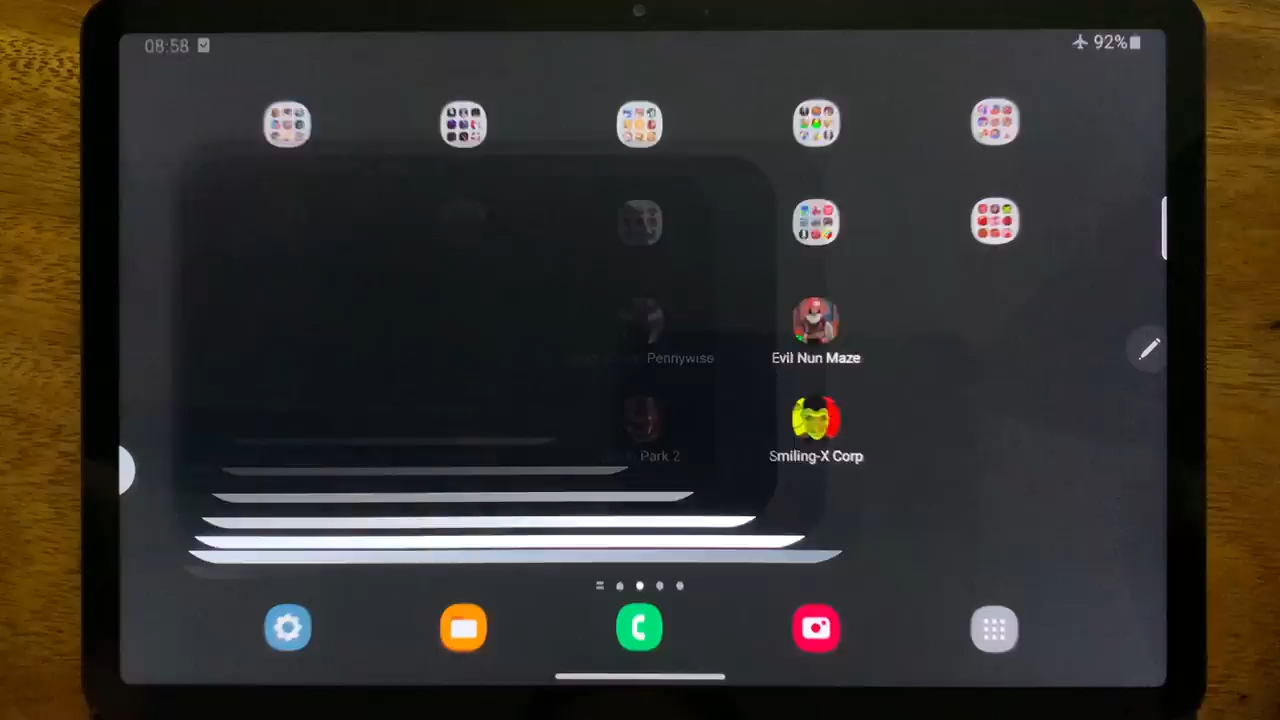 08:58
92%
Pennywise
Evil Nun Maze
Park 2
Smiling-X Corp